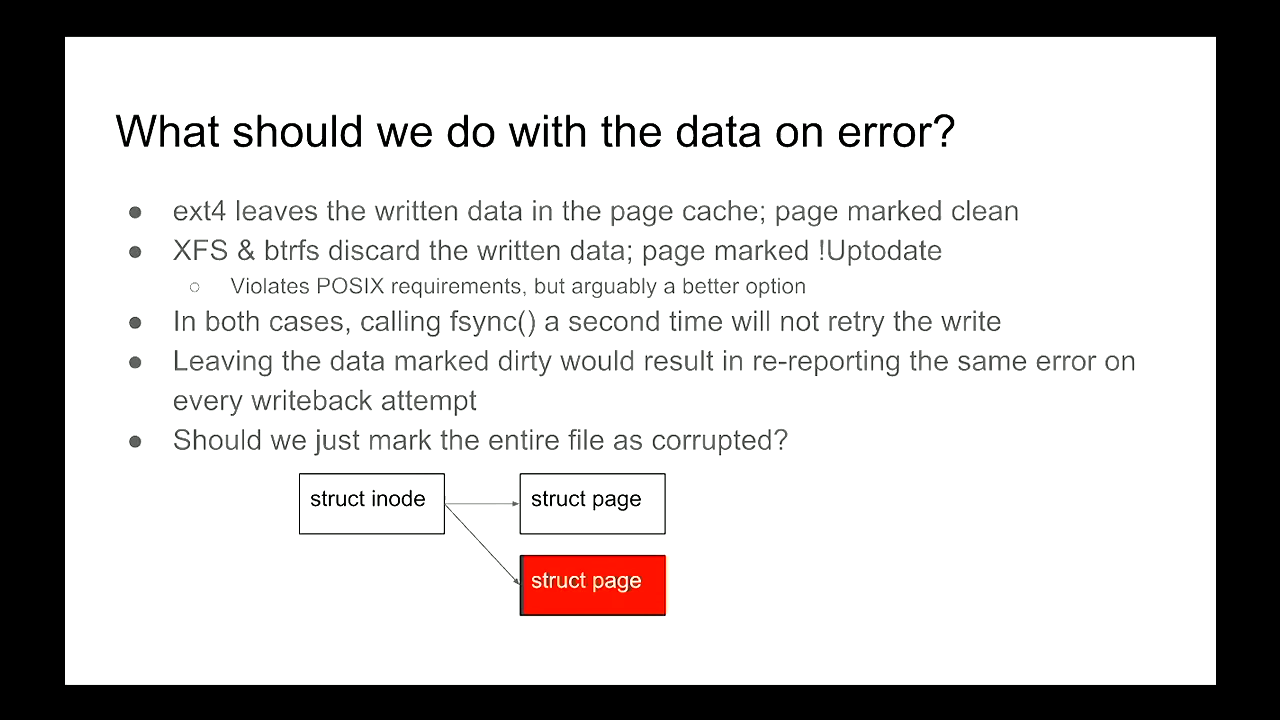 What should we do with the data on error?
● ext4 leaves the written data in the page cache; page marked clean
● XFS & btrfs discard the written data; page marked !Uptodate
○ Violates POSIX requirements, but arguably a better option
● In both cases, calling fsync() a second time will not retry the write
● Leaving the data marked dirty would result in re-reporting the same error on
every writeback attempt
● Should we just mark the entire file as corrupted?
struct inode
struct page
struct page